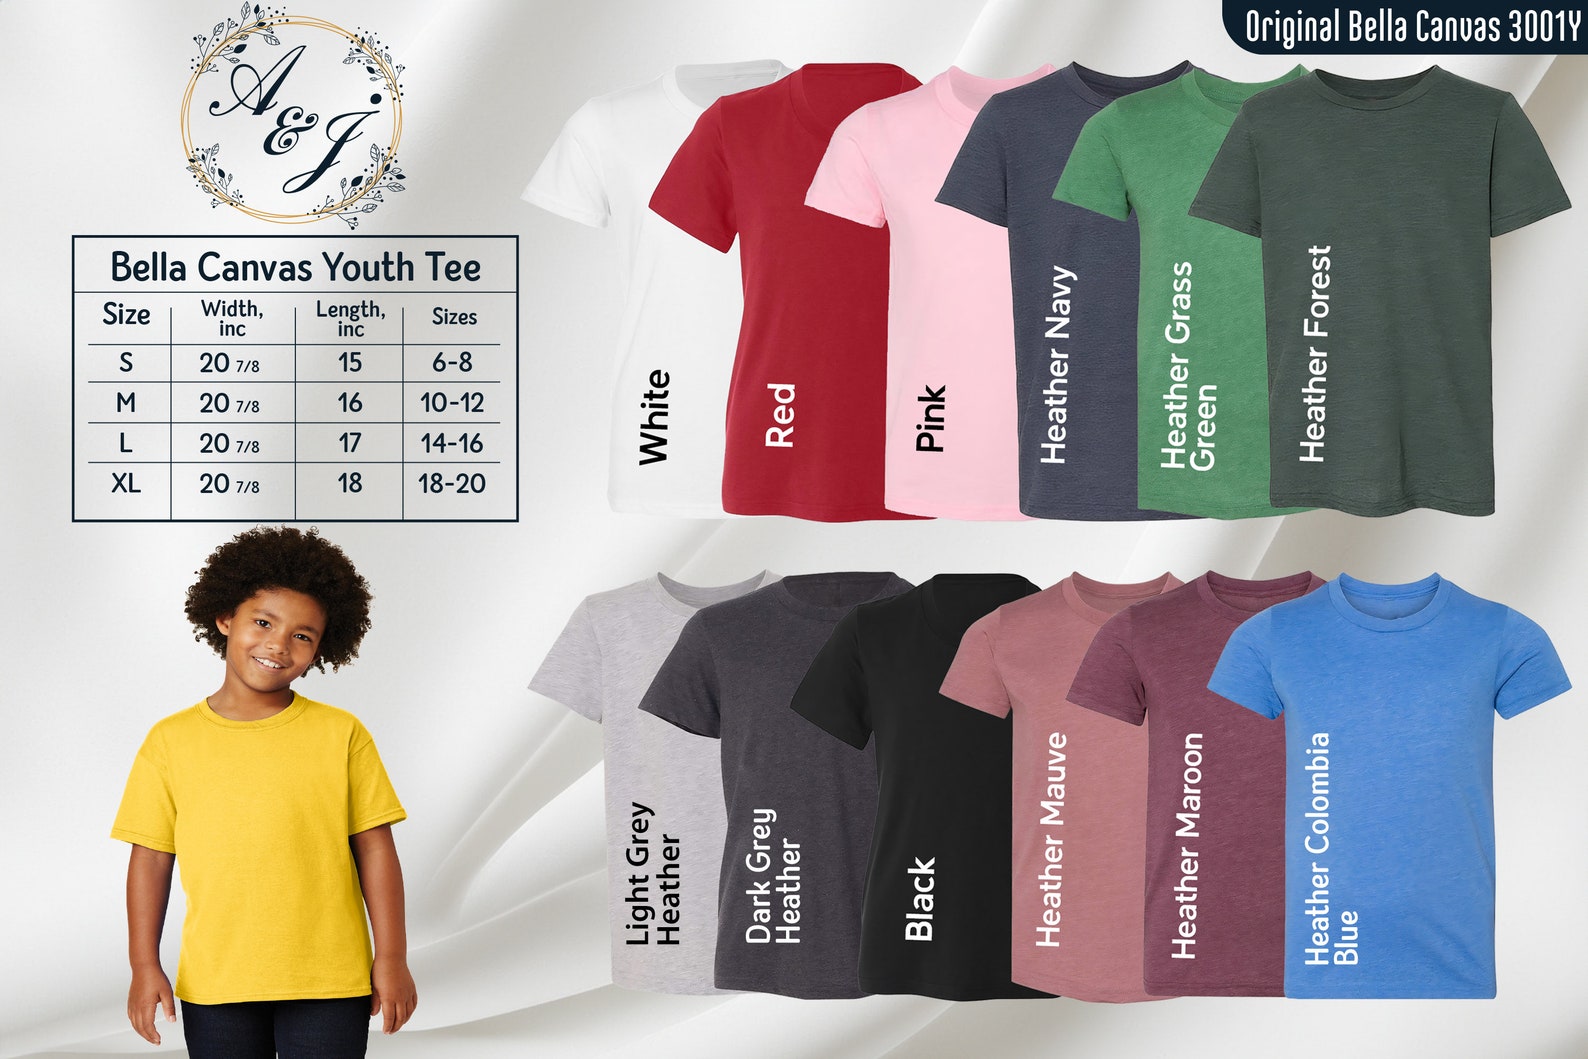 Original Bella Canvas 3001Y
A
&
J
Bella Canvas Youth Tee
Size Width, inc Length, inc Sizes
S 20 7/8 15 6-8
M 20 7/8 16 10-12
L 20 7/8 17 14-16
XL 20 7/8 18 18-20
White
Red
Pink
Heather Navy
Heather Grass
Green
Heather Forest
Light Grey
Heather
Dark Grey
Heather
Black
Heather Mauve
Heather Maroon
Heather Colombia
Blue